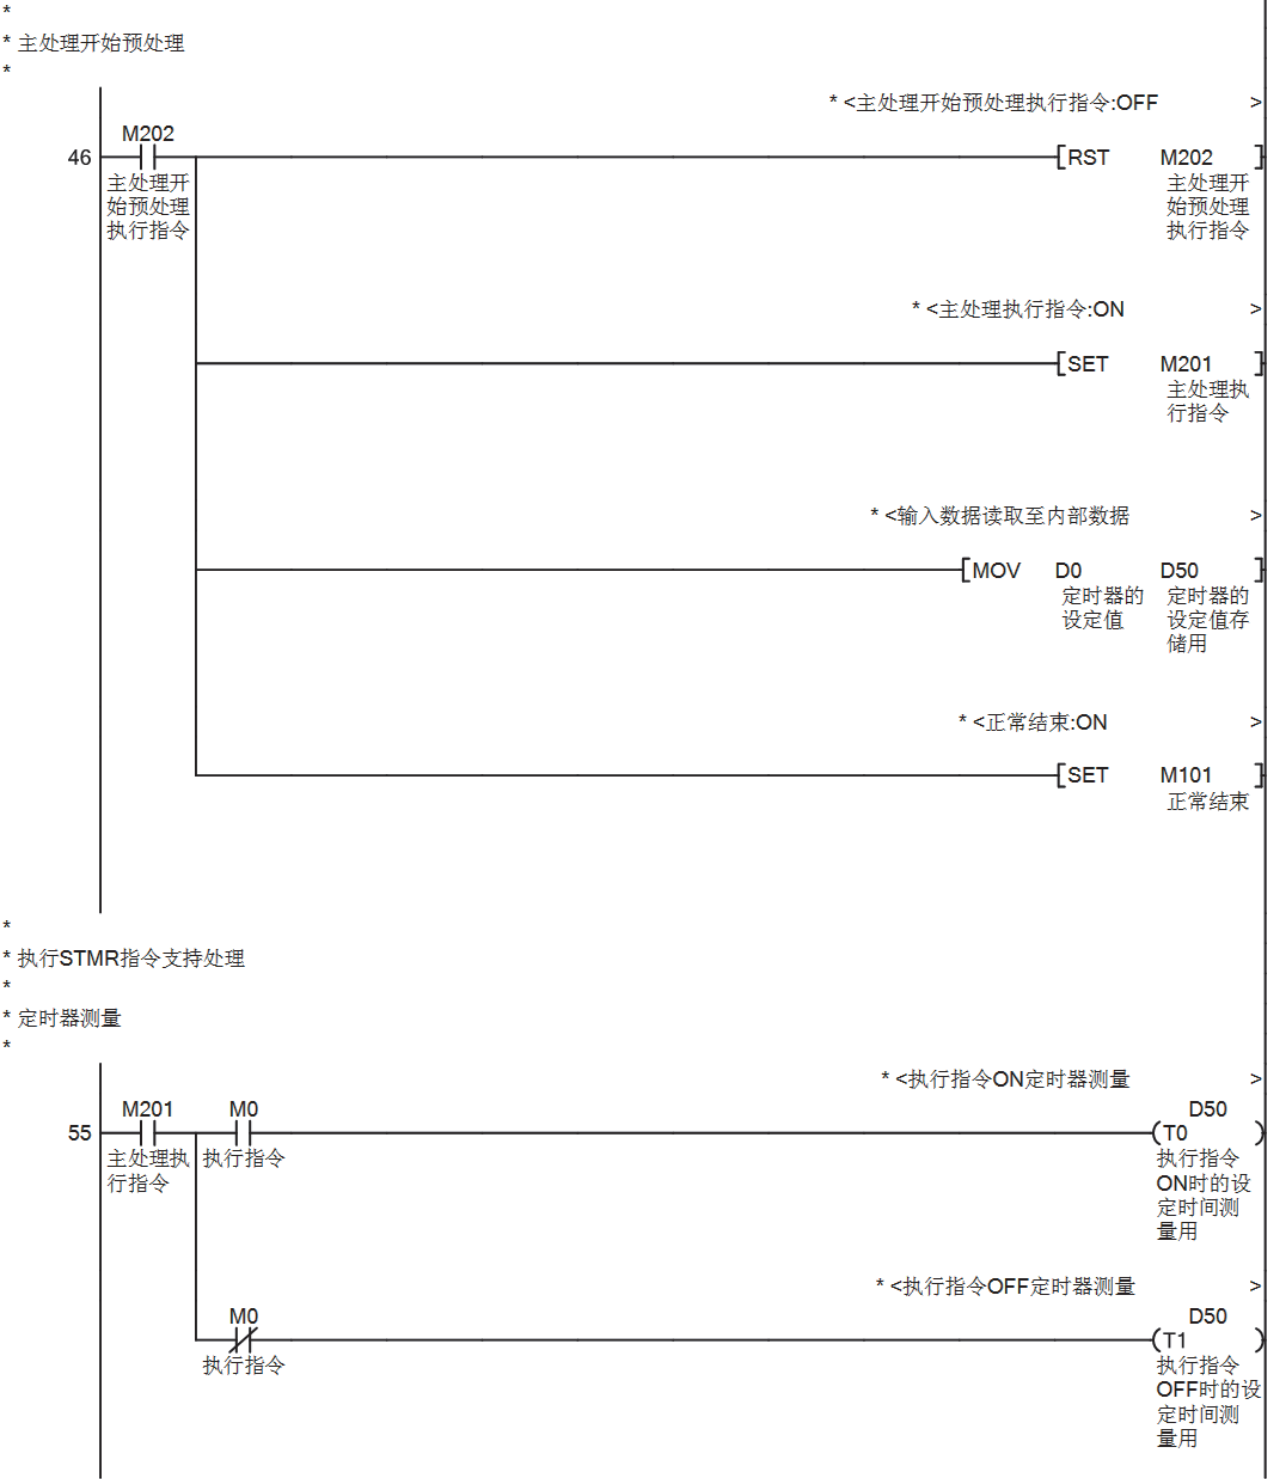 *
* 主处理开始预处理
*
* <主处理开始预处理执行指令:OFF >
M202
46 [RST M202 ]
主处理开
始预处理
执行指令
主处理开
始预处理
执行指令
* <主处理执行指令:ON >
[SET M201 ]
主处理执
行指令
* <输入数据读取至内部数据 >
[MOV D0 D50 ]
定时器的
设定值
定时器的
设定值存
储用
* <正常结束:ON >
[SET M101 ]
正常结束
*
* 执行STMR指令支持处理
*
* 定时器测量
*
* <执行指令ON定时器测量 >
M201 M0 D50
55 (T0 )
主处理执
行指令
执行指令
执行指令
ON时的设
定时间测
量用
* <执行指令OFF定时器测量 >
M0 D50
(T1 )
执行指令
执行指令
OFF时的设
定时间测
量用